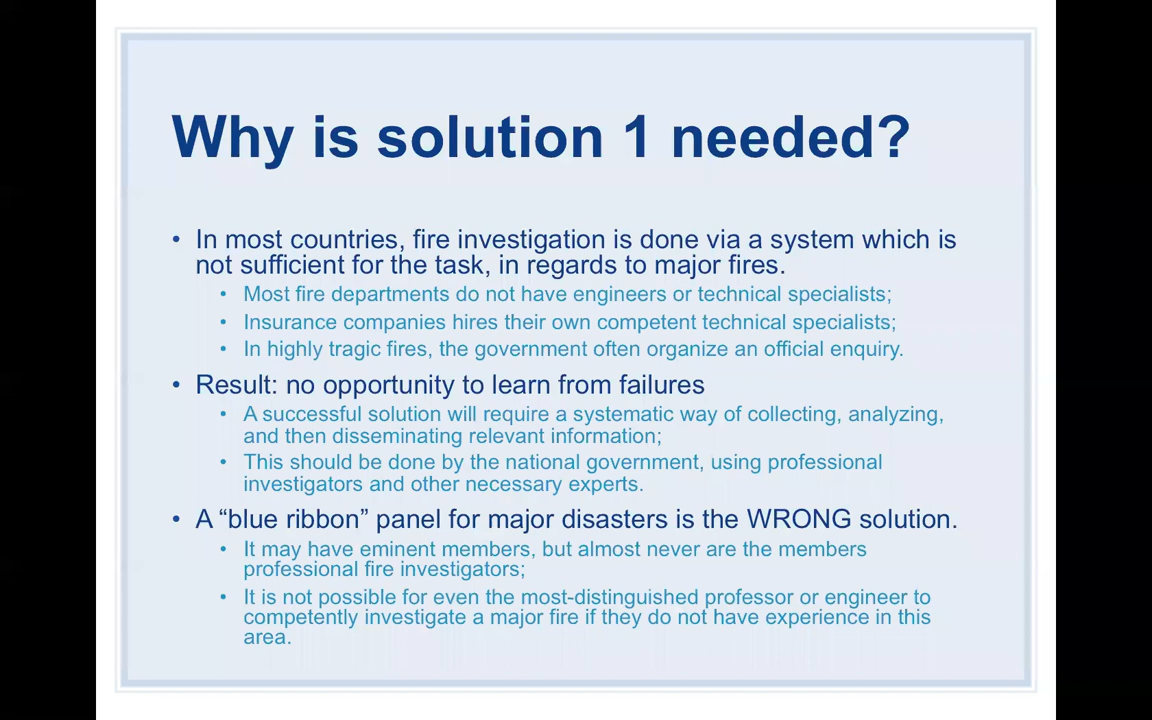 Why is solution 1 needed?
• In most countries, fire investigation is done via a system which is
not sufficient for the task, in regards to major fires.
• Most fire departments do not have engineers or technical specialists;
• Insurance companies hires their own competent technical specialists;
• In highly tragic fires, the government often organize an official enquiry.
• Result: no opportunity to learn from failures
• A successful solution will require a systematic way of collecting, analyzing,
and then disseminating relevant information;
• This should be done by the national government, using professional
investigators and other necessary experts.
• A “blue ribbon” panel for major disasters is the WRONG solution.
• It may have eminent members, but almost never are the members
professional fire investigators;
• It is not possible for even the most-distinguished professor or engineer to
competently investigate a major fire if they do not have experience in this
area.